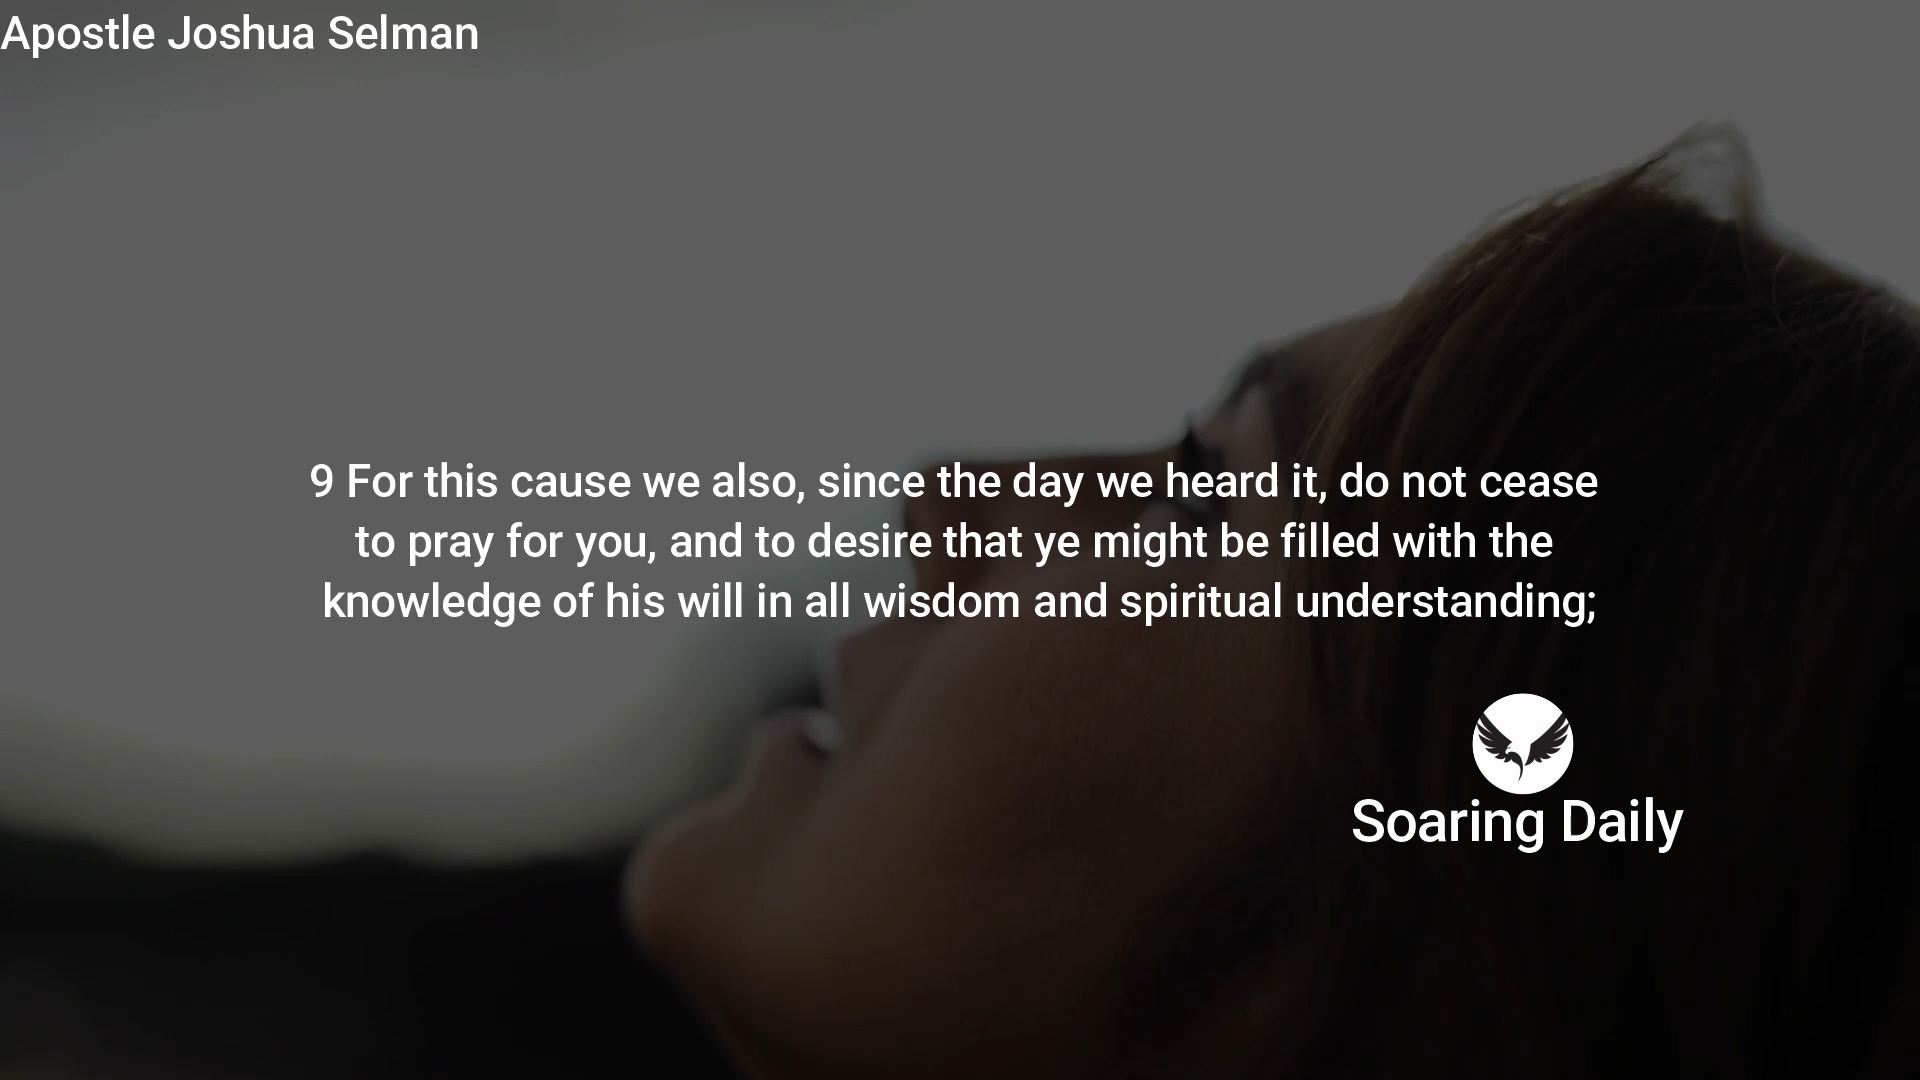 Apostle Joshua Selman
9 For this cause we also, since the day we heard it, do not cease
to pray for you, and to desire that ye might be filled with the
knowledge of his will in all wisdom and spiritual understanding;
Soaring Daily